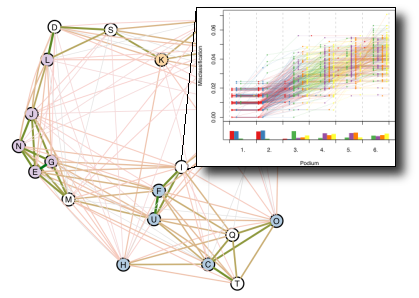 D
S
L
K
J
N
G
E
M
I
F
U
O
Q
H
C
T
Misclassification
0.00
0.02
0.04
0.06
1. 2. 3. 4. 5. 6.
Podium